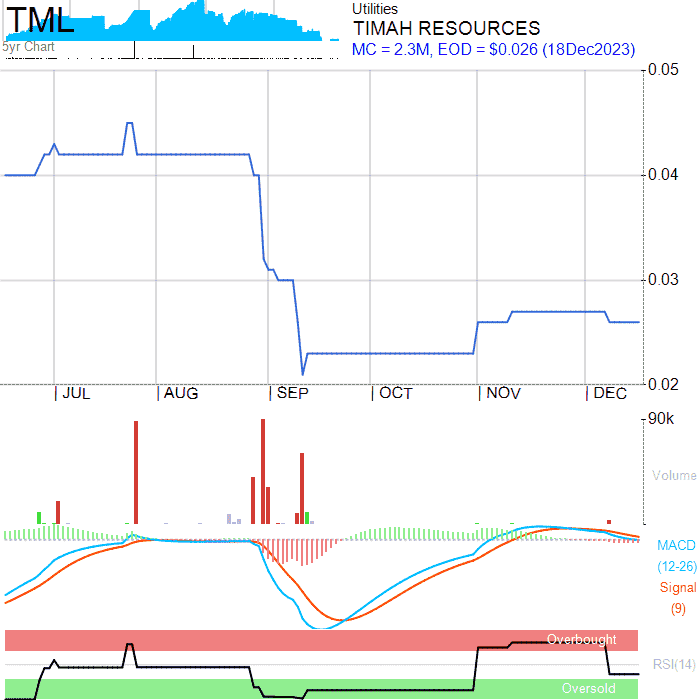 TML
5yr Chart
Utilities
TIMAH RESOURCES
MC = 2.3M, EOD = $0.026 (18Dec2023)
0.05
0.04
0.03
0.02
JUL AUG SEP OCT NOV DEC
90k
Volume
MACD
(12-26)
Signal
(9)
Overbought
RSI(14)
Oversold